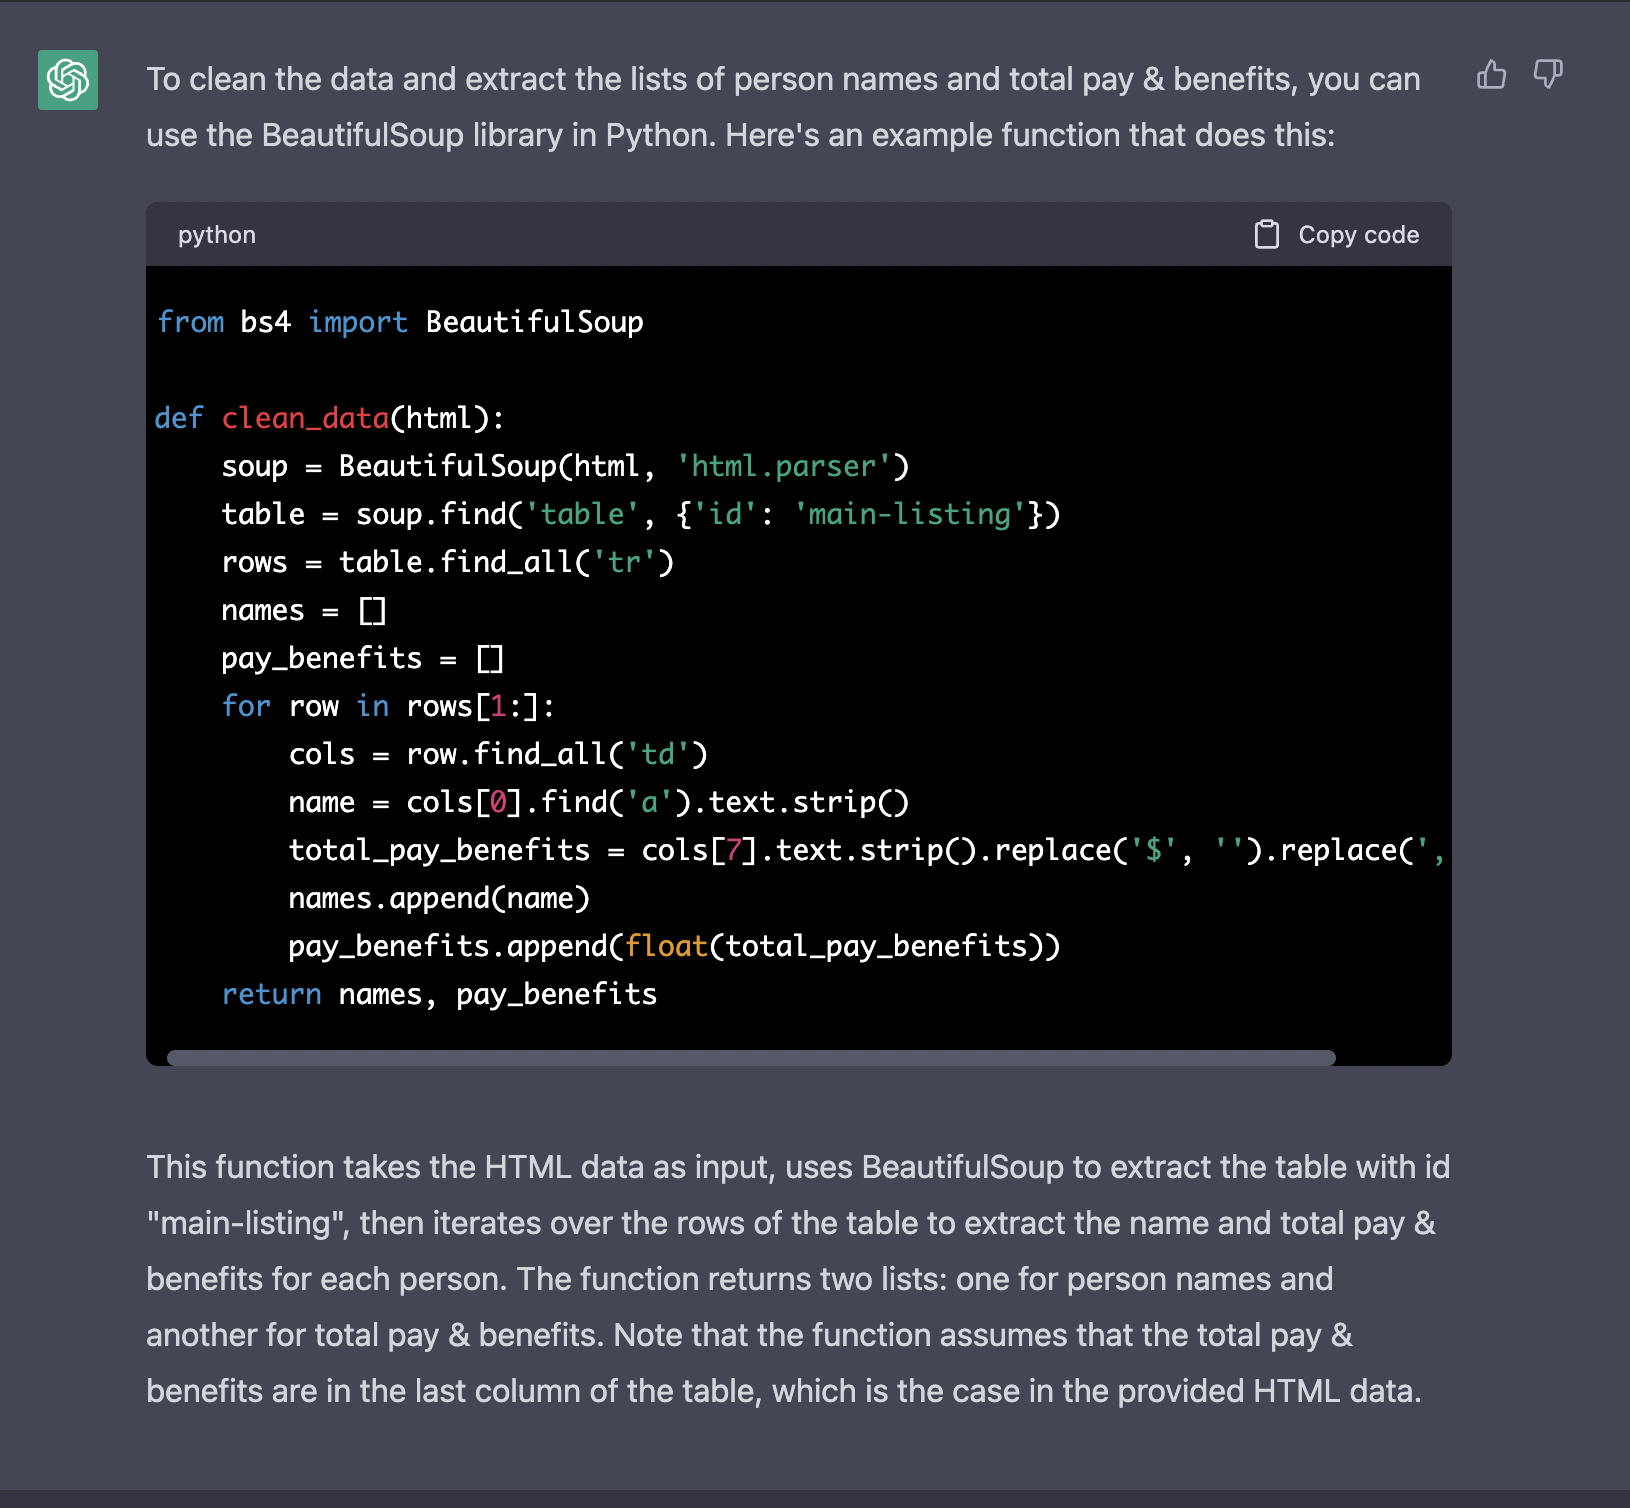 To clean the data and extract the lists of person names and total pay & benefits, you can
use the BeautifulSoup library in Python. Here's an example function that does this:
python
Copy code
from bs4 import BeautifulSoup
def clean_data(html):
    soup = BeautifulSoup(html, 'html.parser')
    table = soup.find('table', {'id': 'main-listing'})
    rows = table.find_all('tr')
    names = []
    pay_benefits = []
    for row in rows[1:]:
        cols = row.find_all('td')
        name = cols[0].find('a').text.strip()
        total_pay_benefits = cols[7].text.strip().replace('$', '').replace(',
        names.append(name)
        pay_benefits.append(float(total_pay_benefits))
    return names, pay_benefits
This function takes the HTML data as input, uses BeautifulSoup to extract the table with id
"main-listing", then iterates over the rows of the table to extract the name and total pay &
benefits for each person. The function returns two lists: one for person names and
another for total pay & benefits. Note that the function assumes that the total pay &
benefits are in the last column of the table, which is the case in the provided HTML data.